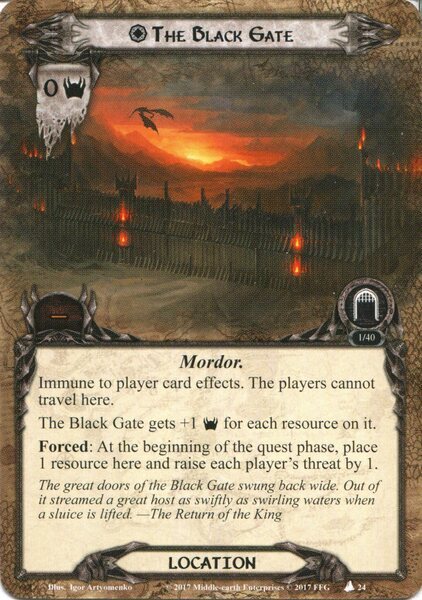 The Black Gate
0
–
1/40
Mordor.
Immune to player card effects. The players cannot
travel here.
The Black Gate gets +1 for each resource on it.
Forced: At the beginning of the quest phase, place
1 resource here and raise each player's threat by 1.
The great doors of the Black Gate swung back wide. Out of
it streamed a great host as swiftly as swirling waters when
a sluice is lifted. —The Return of the King
LOCATION
Illus. Igor Artyomenko © 2017 Middle-earth Enterprises © 2017 FFG 24